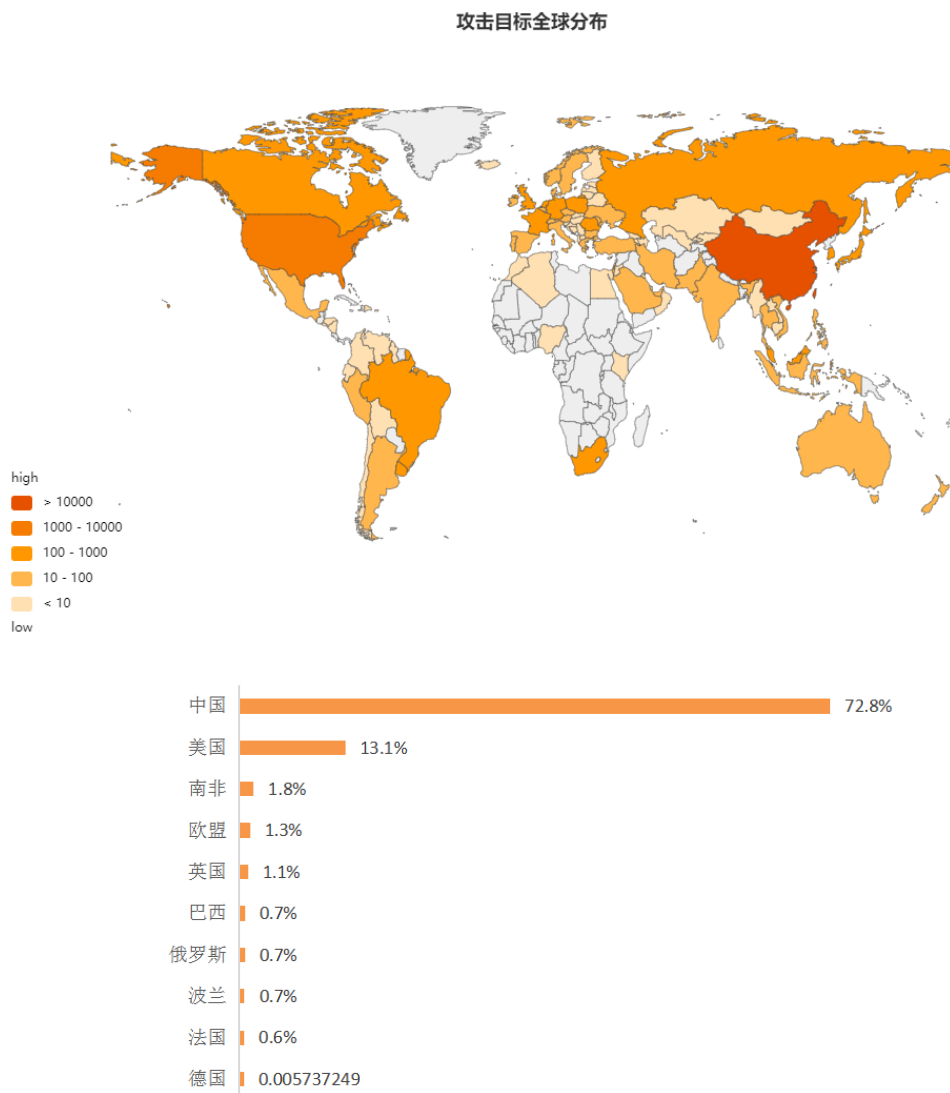 攻击目标全球分布
high
> 10000
1000 - 10000
100 - 1000
10 - 100
< 10
low
中国 72.8%
美国 13.1%
南非 1.8%
欧盟 1.3%
英国 1.1%
巴西 0.7%
俄罗斯 0.7%
波兰 0.7%
法国 0.6%
德国 0.005737249